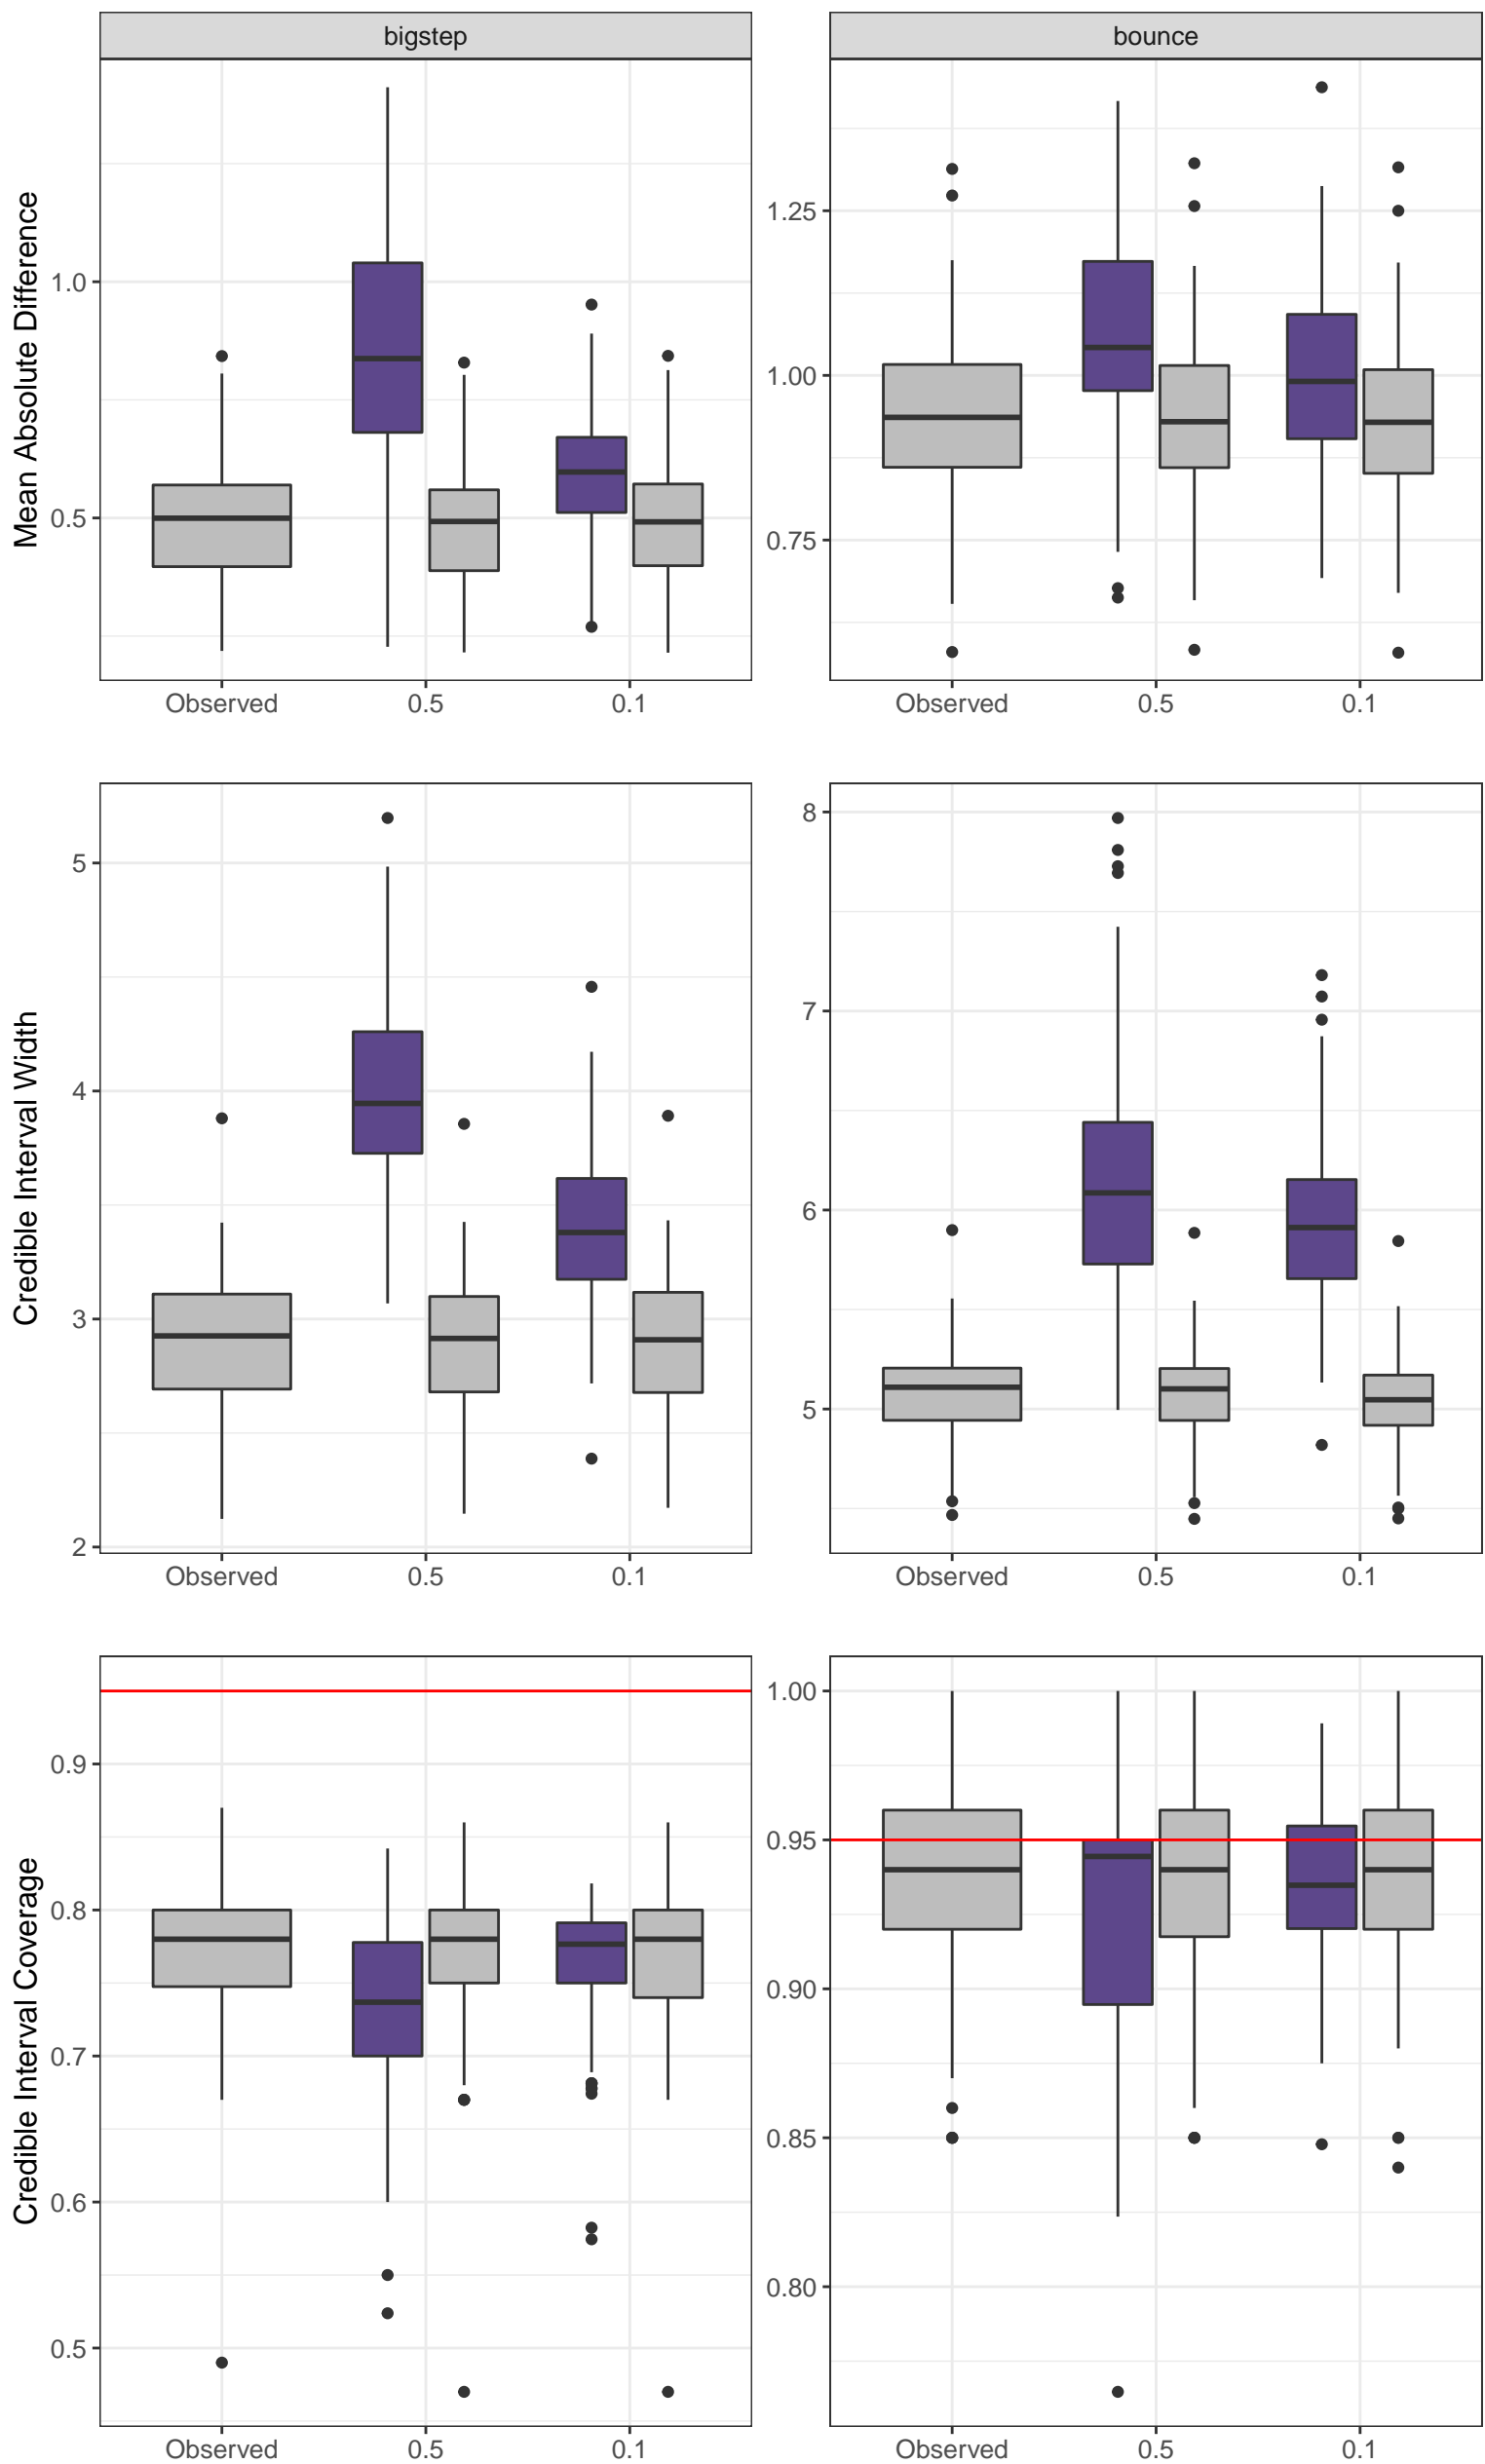 bigstep
bounce
Mean Absolute Difference
1.0
0.5
1.25
1.00
0.75
Observed 0.5 0.1
Observed 0.5 0.1
Credible Interval Width
5
4
3
2
8
7
6
5
Observed 0.5 0.1
Observed 0.5 0.1
Credible Interval Coverage
0.9
0.8
0.7
0.6
0.5
1.00
0.95
0.90
0.85
0.80
Observed 0.5 0.1
Observed 0.5 0.1